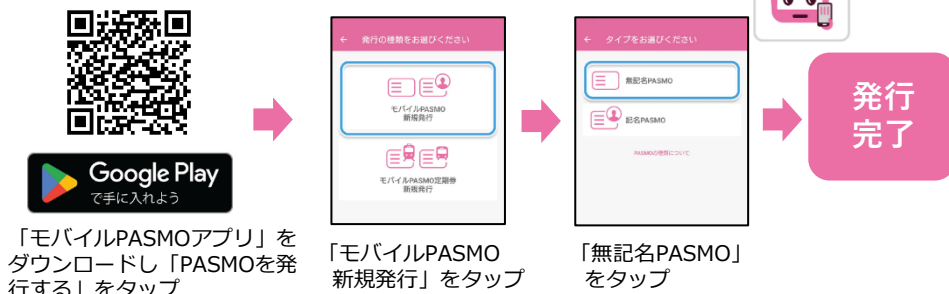 Google Play
で手に入れよう
「モバイルPASMOアプリ」を
ダウンロードし「PASMOを発
行する」をタップ
← 発行の種類をお選びください
モバイルPASMO
新規発行
モバイルPASMO定期券
新規発行
「モバイルPASMO
新規発行」をタップ
← タイプをお選びください
無記名PASMO
記名PASMO
PASMOの種類について
「無記名PASMO」
をタップ
発行
完了